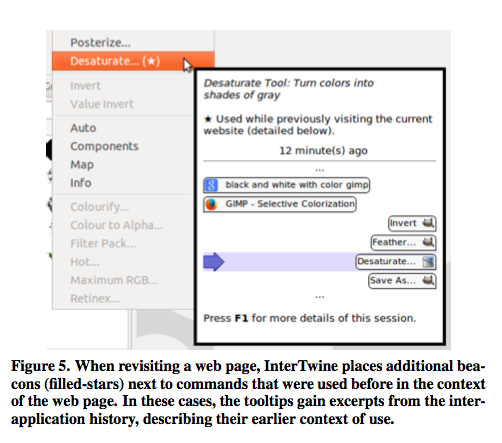 Posterize...
Desaturate... (★)
Invert
Value Invert
Auto
Components
Map
Info
Colourify...
Colour to Alpha...
Filter Pack...
Hot...
Maximum RGB...
Retinex...
Desaturate Tool: Turn colors into
shades of gray
★ Used while previously visiting the current
website (detailed below).
12 minute(s) ago
...
black and white with color gimp
GIMP - Selective Colorization
Invert
Feather...
Desaturate...
Save As...
...
Press F1 for more details of this session.
Figure 5. When revisiting a web page, InterTwine places additional bea-
cons (filled-stars) next to commands that were used before in the context
of the web page. In these cases, the tooltips gain excerpts from the inter-
application history, describing their earlier context of use.